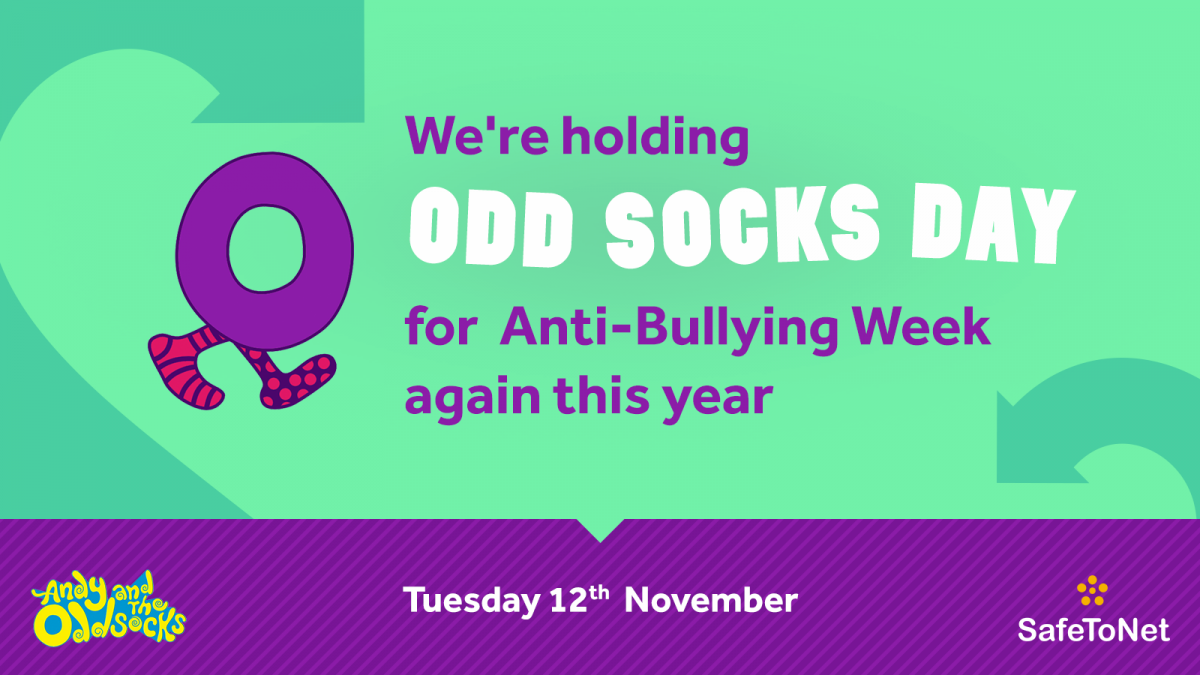 We're holding
ODD SOCKS DAY
for Anti-Bullying Week
again this year
Andy and
The
Oddsocks
Tuesday 12th November
SafeToNet